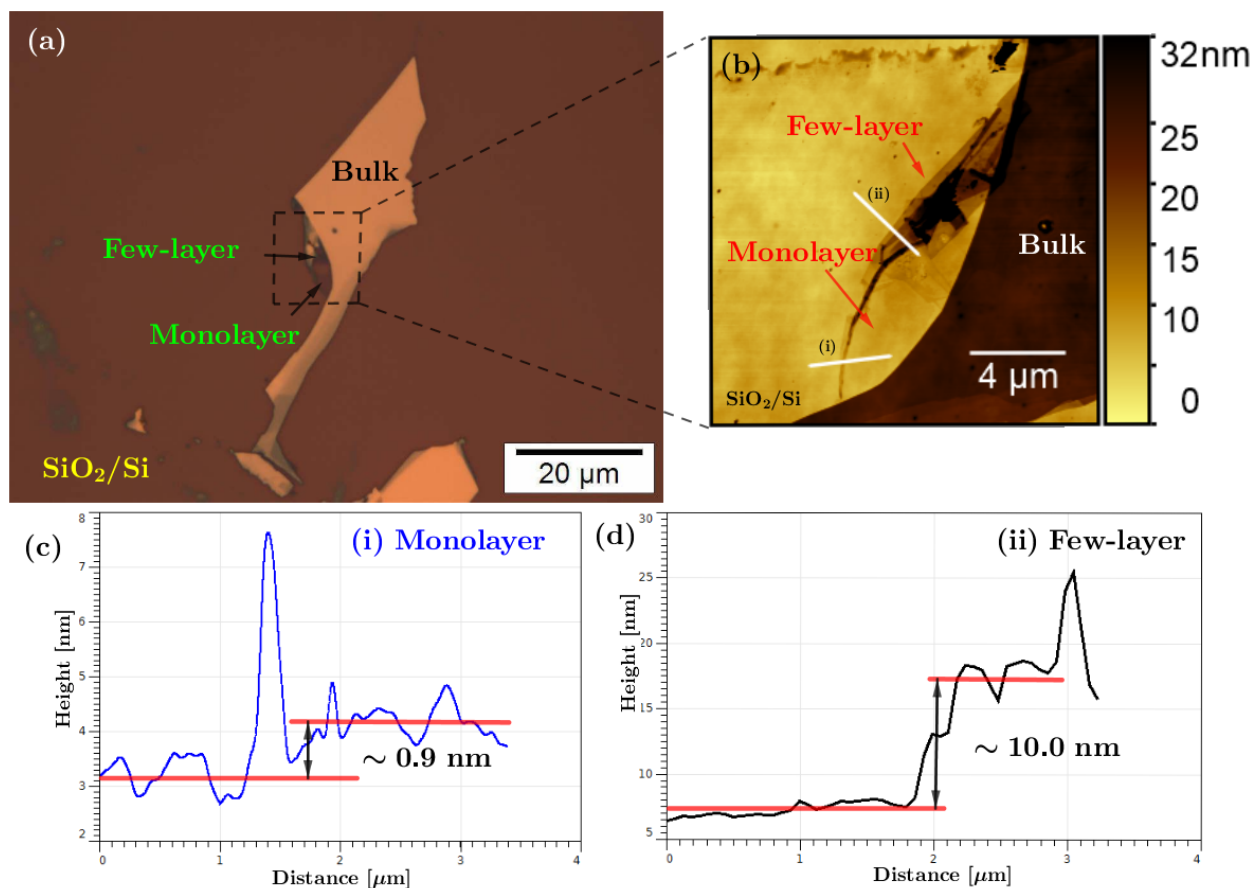 (a)
Bulk
Few-layer
Monolayer
SiO₂/Si
20 µm
(b)
Few-layer
(ii)
Monolayer
Bulk
(i)
4 µm
SiO₂/Si
32nm
25
20
15
10
0
(c)
(i) Monolayer
8
7
6
5
4
3
2
Height [nm]
~ 0.9 nm
0 1 2 3 4
Distance [µm]
(d)
(ii) Few-layer
30
25
20
15
10
5
Height [nm]
~ 10.0 nm
0 1 2 3 4
Distance [µm]